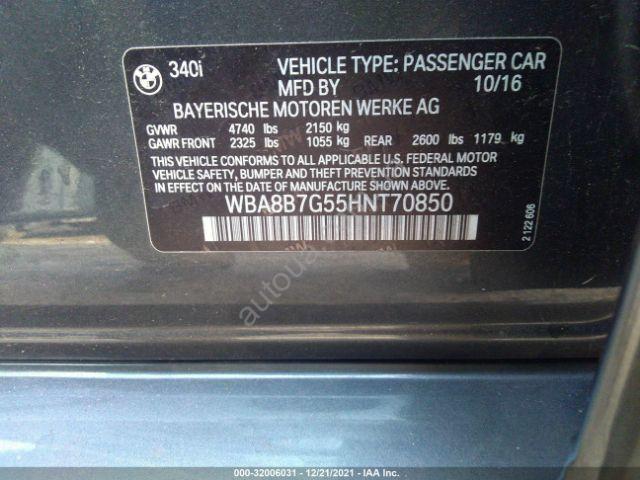 340i VEHICLE TYPE: PASSENGER CAR
MFD BY 10/16
BAYERISCHE MOTOREN WERKE AG
GVWR 4740 lbs 2150 kg
GAWR FRONT 2325 lbs 1055 kg REAR 2600 lbs 1179 kg
THIS VEHICLE CONFORMS TO ALL APPLICABLE U.S. FEDERAL MOTOR
VEHICLE SAFETY, BUMPER AND THEFT PREVENTION STANDARDS
IN EFFECT ON THE DATE OF MANUFACTURE SHOWN ABOVE.
WBA8B7G55HNT70850
2 122 606
000-32006031 - 12/21/2021 - IAA Inc.